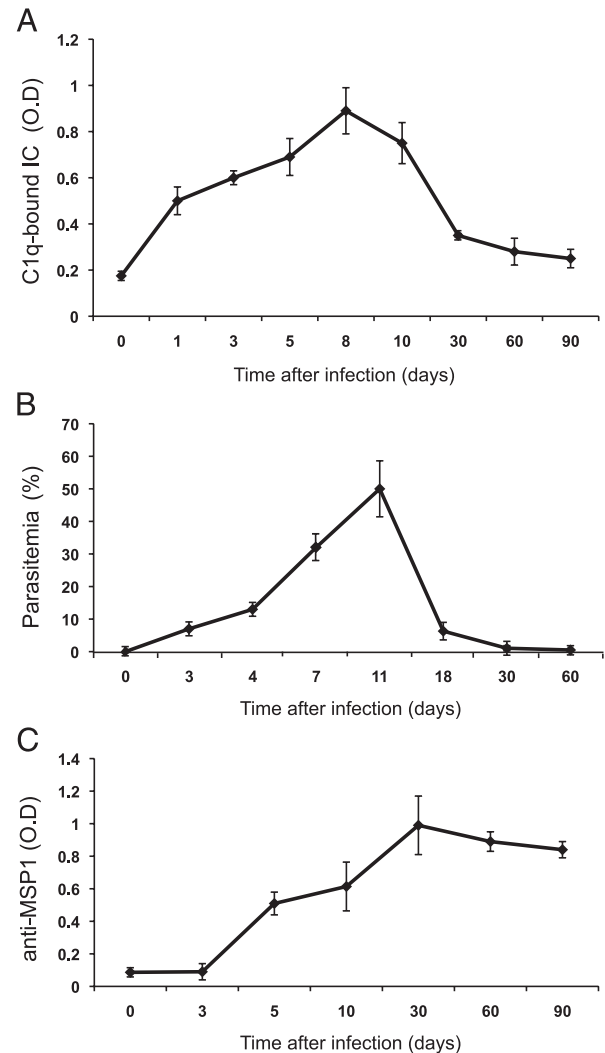 A
C1q-bound IC (O.D)
1.2
1
0.8
0.6
0.4
0.2
0
0 1 3 5 8 10 30 60 90
Time after infection (days)
B
Parasitemia (%)
70
60
50
40
30
20
10
0
0 3 4 7 11 18 30 60
Time after infection (days)
C
anti-MSP1 (O.D)
1.4
1.2
1
0.8
0.6
0.4
0.2
0
0 3 5 10 30 60 90
Time after infection (days)